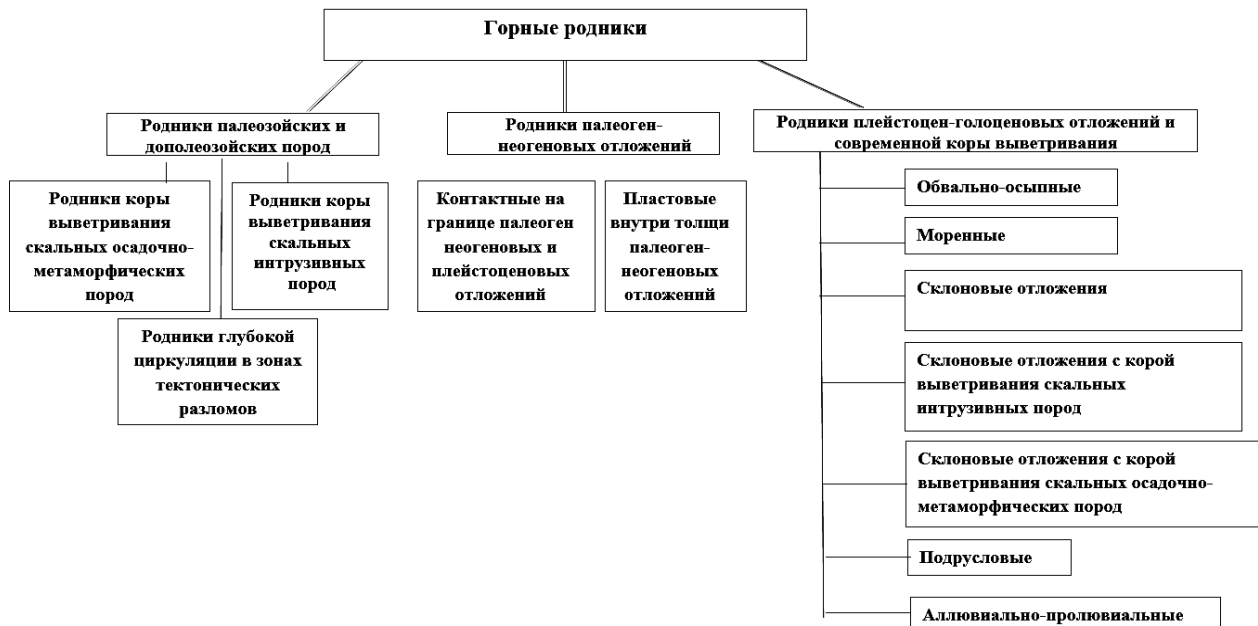 Горные родники
Родники палеозойских и
дополеозойских пород
Родники палеоген-
неогеновых отложений
Родники плейстоцен-голоценовых отложений и
современной коры выветривания
Родники коры
выветривания
скальных осадочно-
метаморфических
пород
Родники коры
выветривания
скальных
интрузивных
пород
Родники глубокой
циркуляции в зонах
тектонических
разломов
Контактные на
границе палеоген
неогеновых и
плейстоценовых
отложений
Пластовые
внутри толщи
палеоген-
неогеновых
отложений
Обвально-осыпные
Моренные
Склоновые отложения
Склоновые отложения с корой
выветривания скальных
интрузивных пород
Склоновые отложения с корой
выветривания скальных осадочно-
метаморфических пород
Подрусловые
Аллювиально-пролювиальные